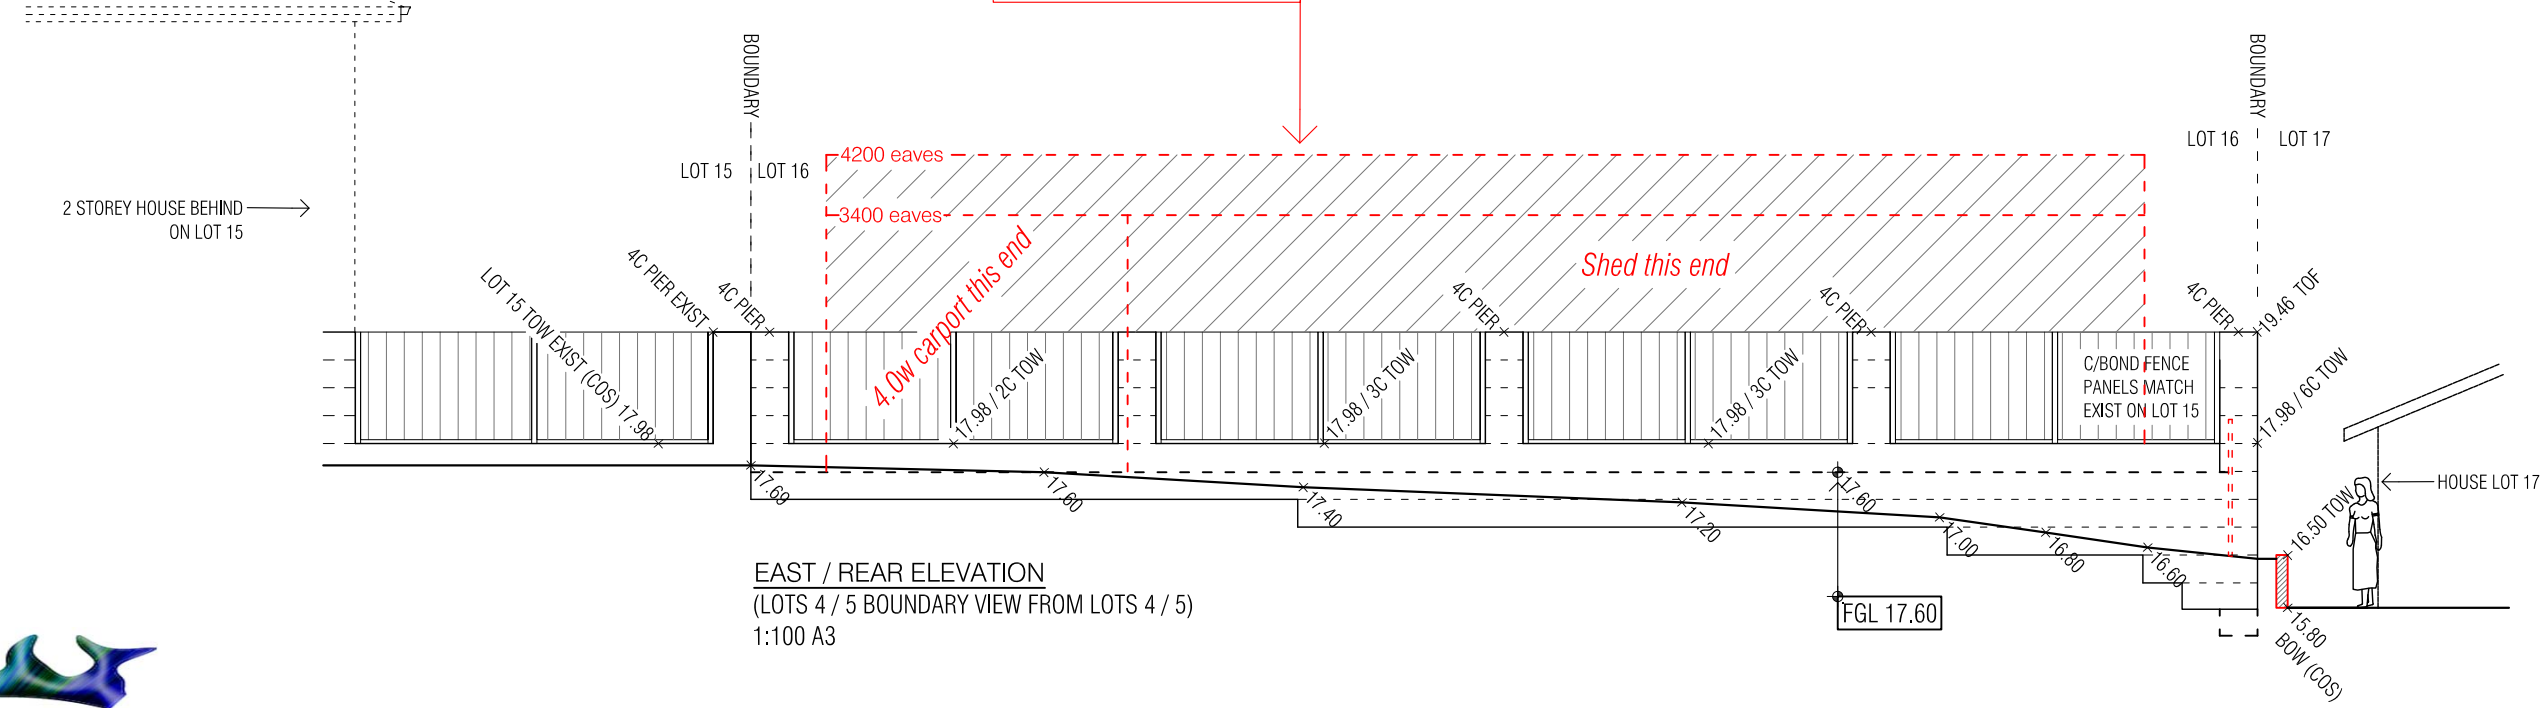 BOUNDARY
BOUNDARY
LOT 15
LOT 16
LOT 16
LOT 17
4200 eaves
3400 eaves
2 STOREY HOUSE BEHIND
ON LOT 15
4.0w carport this end
Shed this end
LOT 15 TOW EXIST (COS) 17.98
4C PIER EXIST
4C PIER
4C PIER
4C PIER
4C PIER
19.46 TOF
17.98 / 2C TOW
17.98 / 3C TOW
17.98 / 3C TOW
17.98 / 6C TOW
C/BOND FENCE
PANELS MATCH
EXIST ON LOT 15
17.69
17.60
17.40
17.20
17.60
17.00
16.80
16.60
16.50 TOW
HOUSE LOT 17
15.80
BOW (COS)
FGL 17.60
EAST / REAR ELEVATION
(LOTS 4 / 5 BOUNDARY VIEW FROM LOTS 4 / 5)
1:100 A3